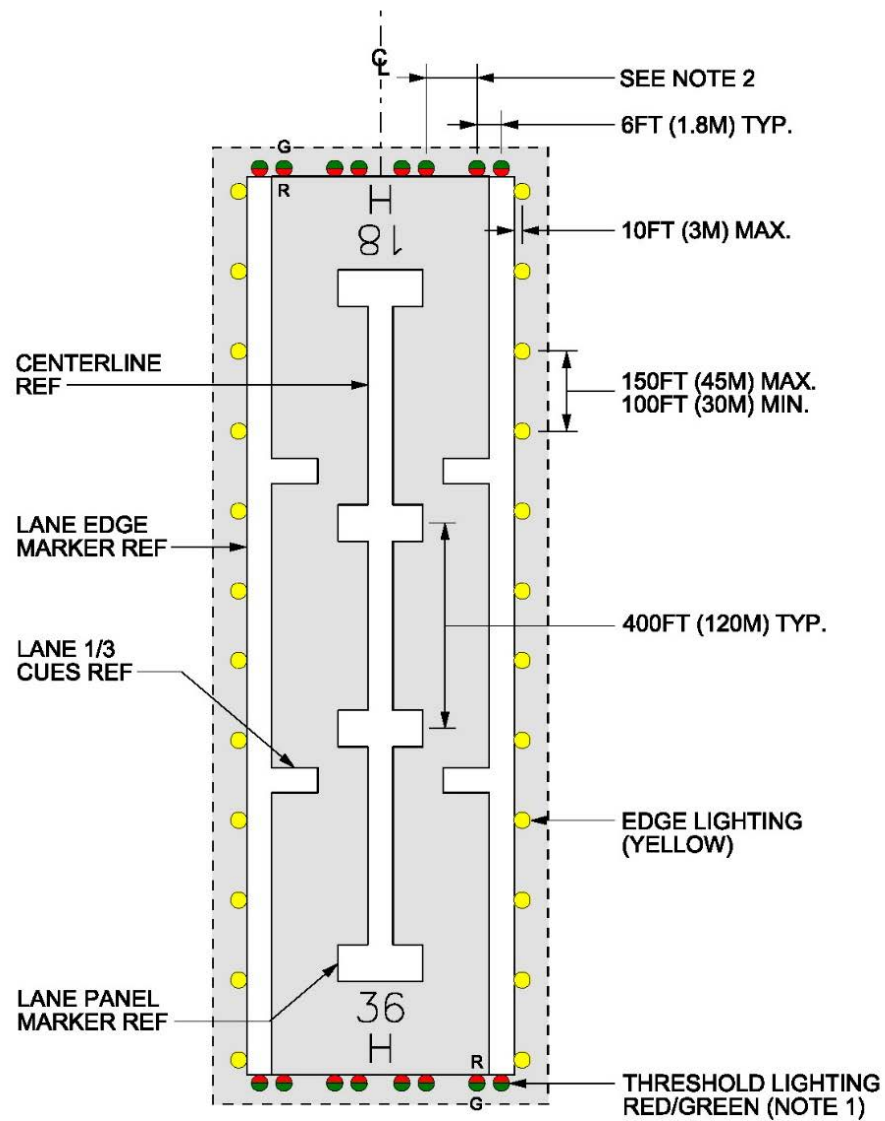 CL
SEE NOTE 2
6FT (1.8M) TYP.
G
R
H
18
10FT (3M) MAX.
CENTERLINE
REF
150FT (45M) MAX.
100FT (30M) MIN.
LANE EDGE
MARKER REF
400FT (120M) TYP.
LANE 1/3
CUES REF
EDGE LIGHTING
(YELLOW)
LANE PANEL
MARKER REF
36
H
R
G
THRESHOLD LIGHTING
RED/GREEN (NOTE 1)